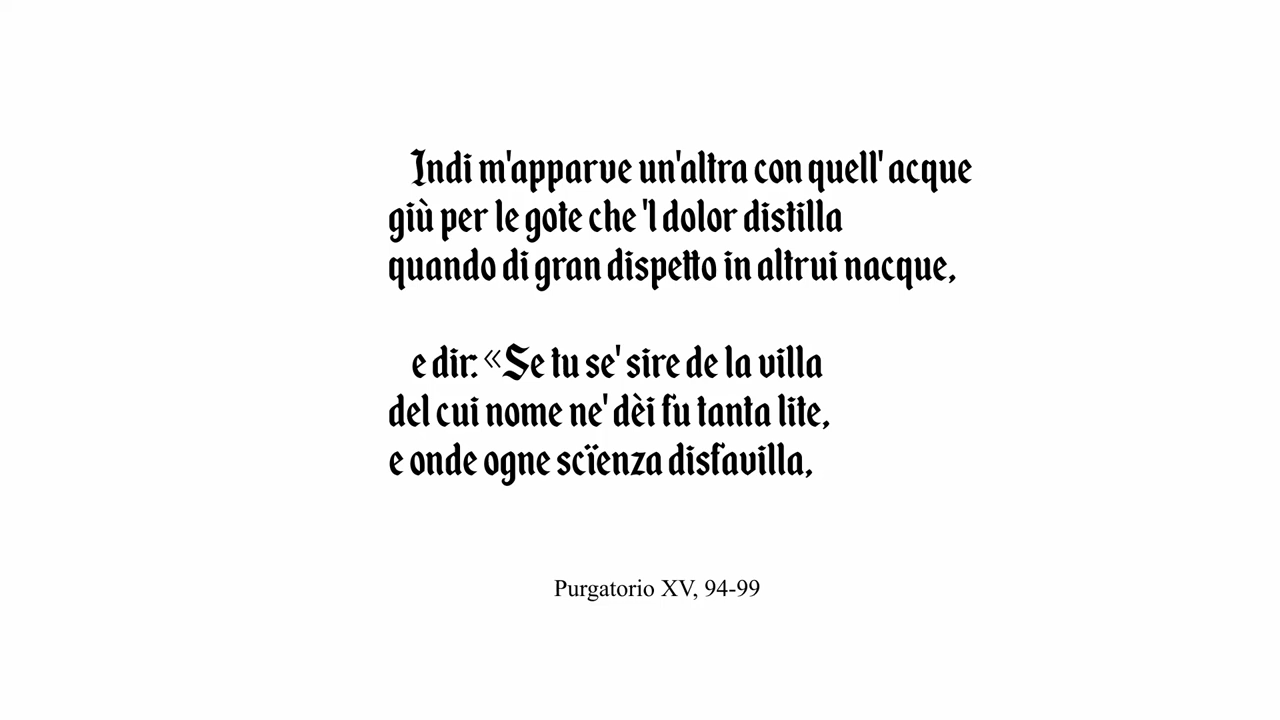 Indi m'apparve un'altra con quell' acque
giù per le gote che 'l dolor distilla
quando di gran dispetto in altrui nacque,
e dir: «Se tu se' sire de la villa
del cui nome ne' dèi fu tanta lite,
e onde ogne scïenza disfavilla,
Purgatorio XV, 94-99